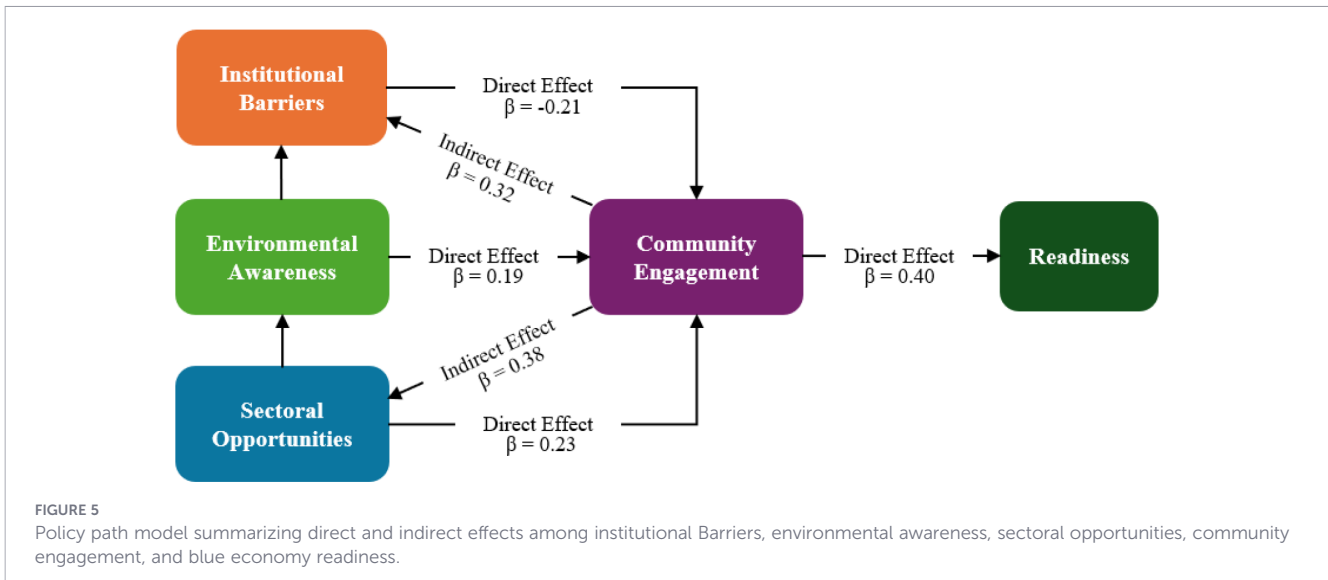 Institutional
Barriers
Direct Effect
β = -0.21
Indirect Effect
β = 0.32
Environmental
Awareness
Direct Effect
β = 0.19
Community
Engagement
Direct Effect
β = 0.40
Readiness
Indirect Effect
β = 0.38
Sectoral
Opportunities
Direct Effect
β = 0.23
FIGURE 5
Policy path model summarizing direct and indirect effects among institutional Barriers, environmental awareness, sectoral opportunities, community
engagement, and blue economy readiness.